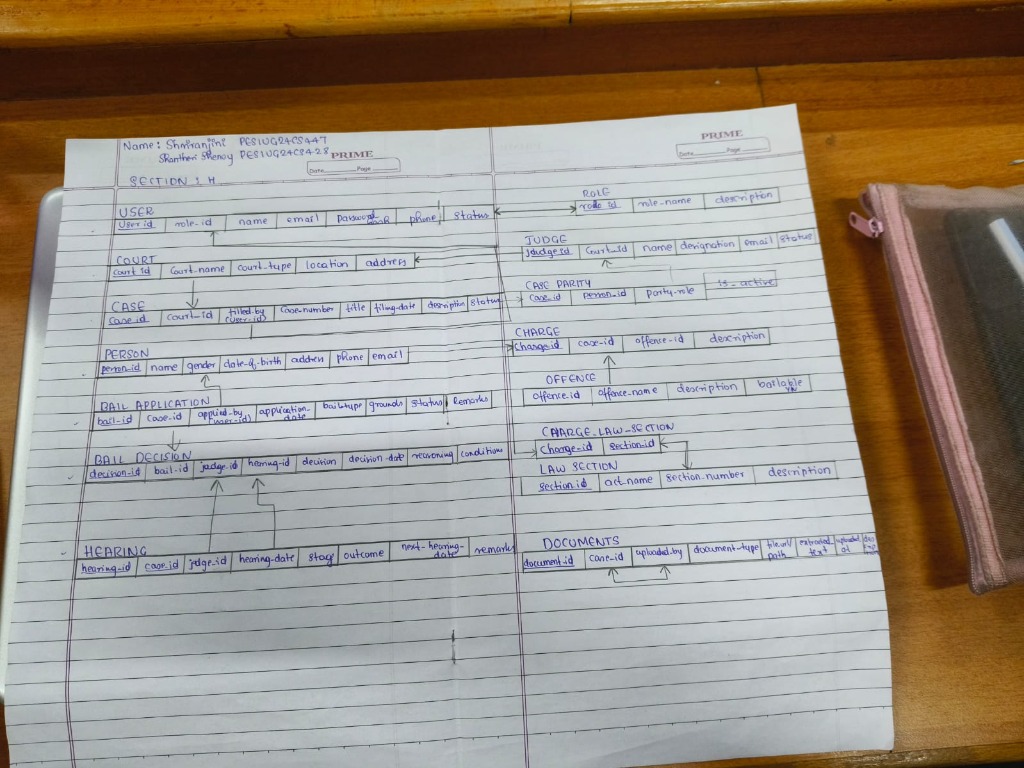 Name: Shriranjini PES1UG24CS447
Shantheri Shenoy PES1UG24CS428
PRIME
Date Page
SECTION : H
USER
User id role-id name email password phone status
COURT
court id Court-name court-type location address
CASE
Case id court-id filled-by (user-id) Case-number title filing-date description status
PERSON
person-id name gender date-of-birth address phone email
BAIL APPLICATION
bail-id case-id applied-by user-id) application-date bailtype grounds status Remarks
BAIL DECISION
decision-id bail-id judge-id hearing-id decision decision-date reasoning conditions
HEARING
hearing-id case-id judge-id hearing-date stage outcome next-hearing-date remarks
PRIME
Date Page
ROLE
role id role-name description
JUDGE
Judge id Court-Id name designation email status
CASE PARITY
Case-id person-id party-role is-active
CHARGE
Charge-id case-id offence-id description
OFFENCE
offence-id offence-name description bailable
CHARGE-LAW-SECTION
Charge-id section-id
LAW SECTION
section-id act-name section-number description
DOCUMENTS
document-id case-id uploaded-by document-type file url/path extracted text uploaded at